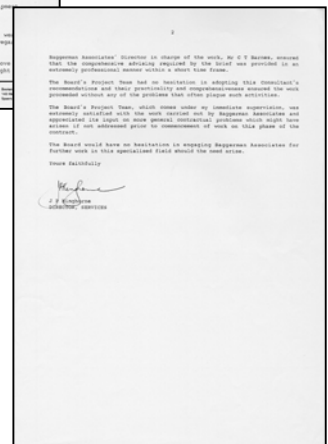 2
Baggerman Associates' Director in charge of the work, Mr G T Barnes, ensured
that the comprehensive advising required by the brief was provided in an
extremely professional manner within a short time frame.
The Board's Project Team had no hesitation in adopting this Consultant's
recommendations and their practicality and comprehensiveness ensured the work
proceeded without any of the problems that often plague such activities.
The Board's Project Team, which comes under my immediate supervision, was
extremely satisfied with the work carried out by Baggerman Associates and
appreciated its input on more general contractual problems which might have
arisen if not addressed prior to commencement of work on this phase of the
contract.
The Board would have no hesitation in engaging Baggerman Associates for
further work in this specialised field should the need arise.
Yours faithfully
DIRECTOR, SERVICES